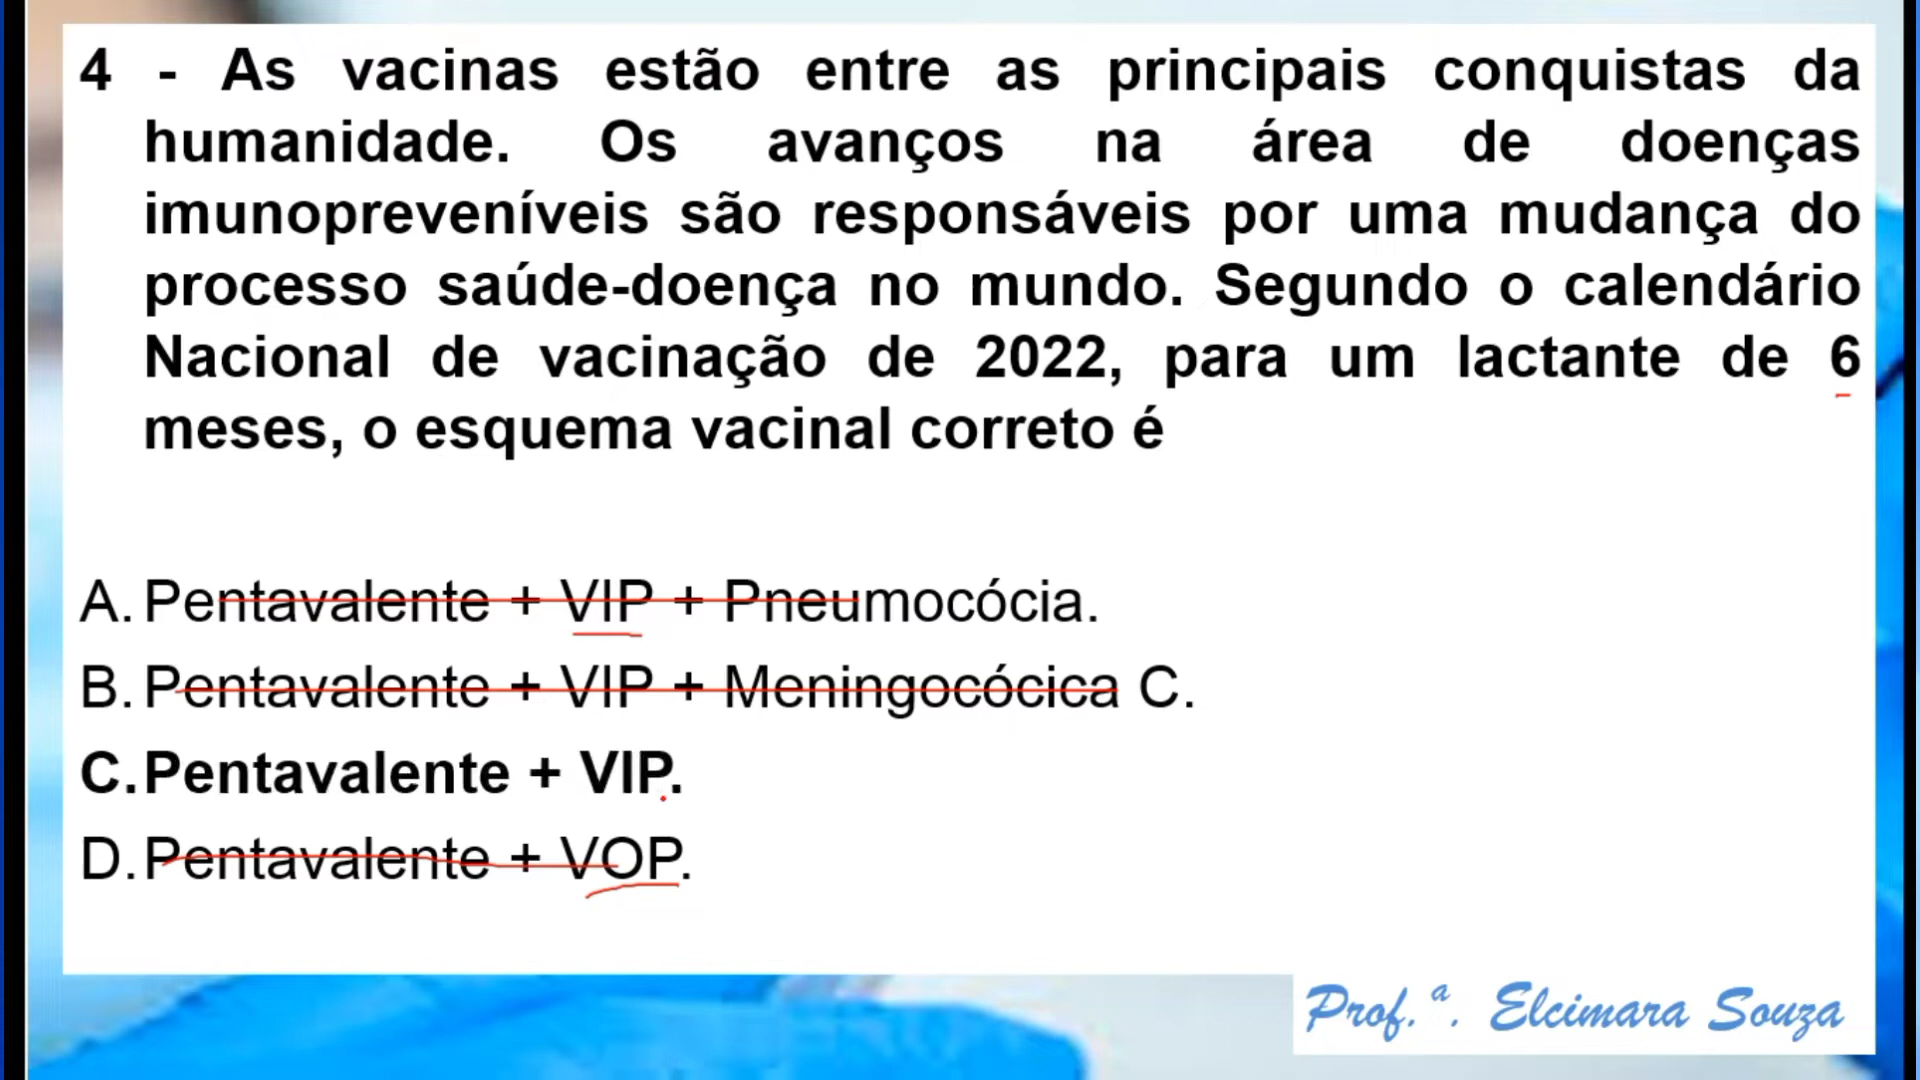 4 - As vacinas estão entre as principais conquistas da
humanidade. Os avanços na área de doenças
imunopreveníveis são responsáveis por uma mudança do
processo saúde-doença no mundo. Segundo o calendário
Nacional de vacinação de 2022, para um lactante de 6
meses, o esquema vacinal correto é
A. Pentavalente + VIP + Pneumocócia.
B. Pentavalente + VIP + Meningocócica C.
C. Pentavalente + VIP.
D. Pentavalente + VOP.
Prof.ª. Elcimara Souza